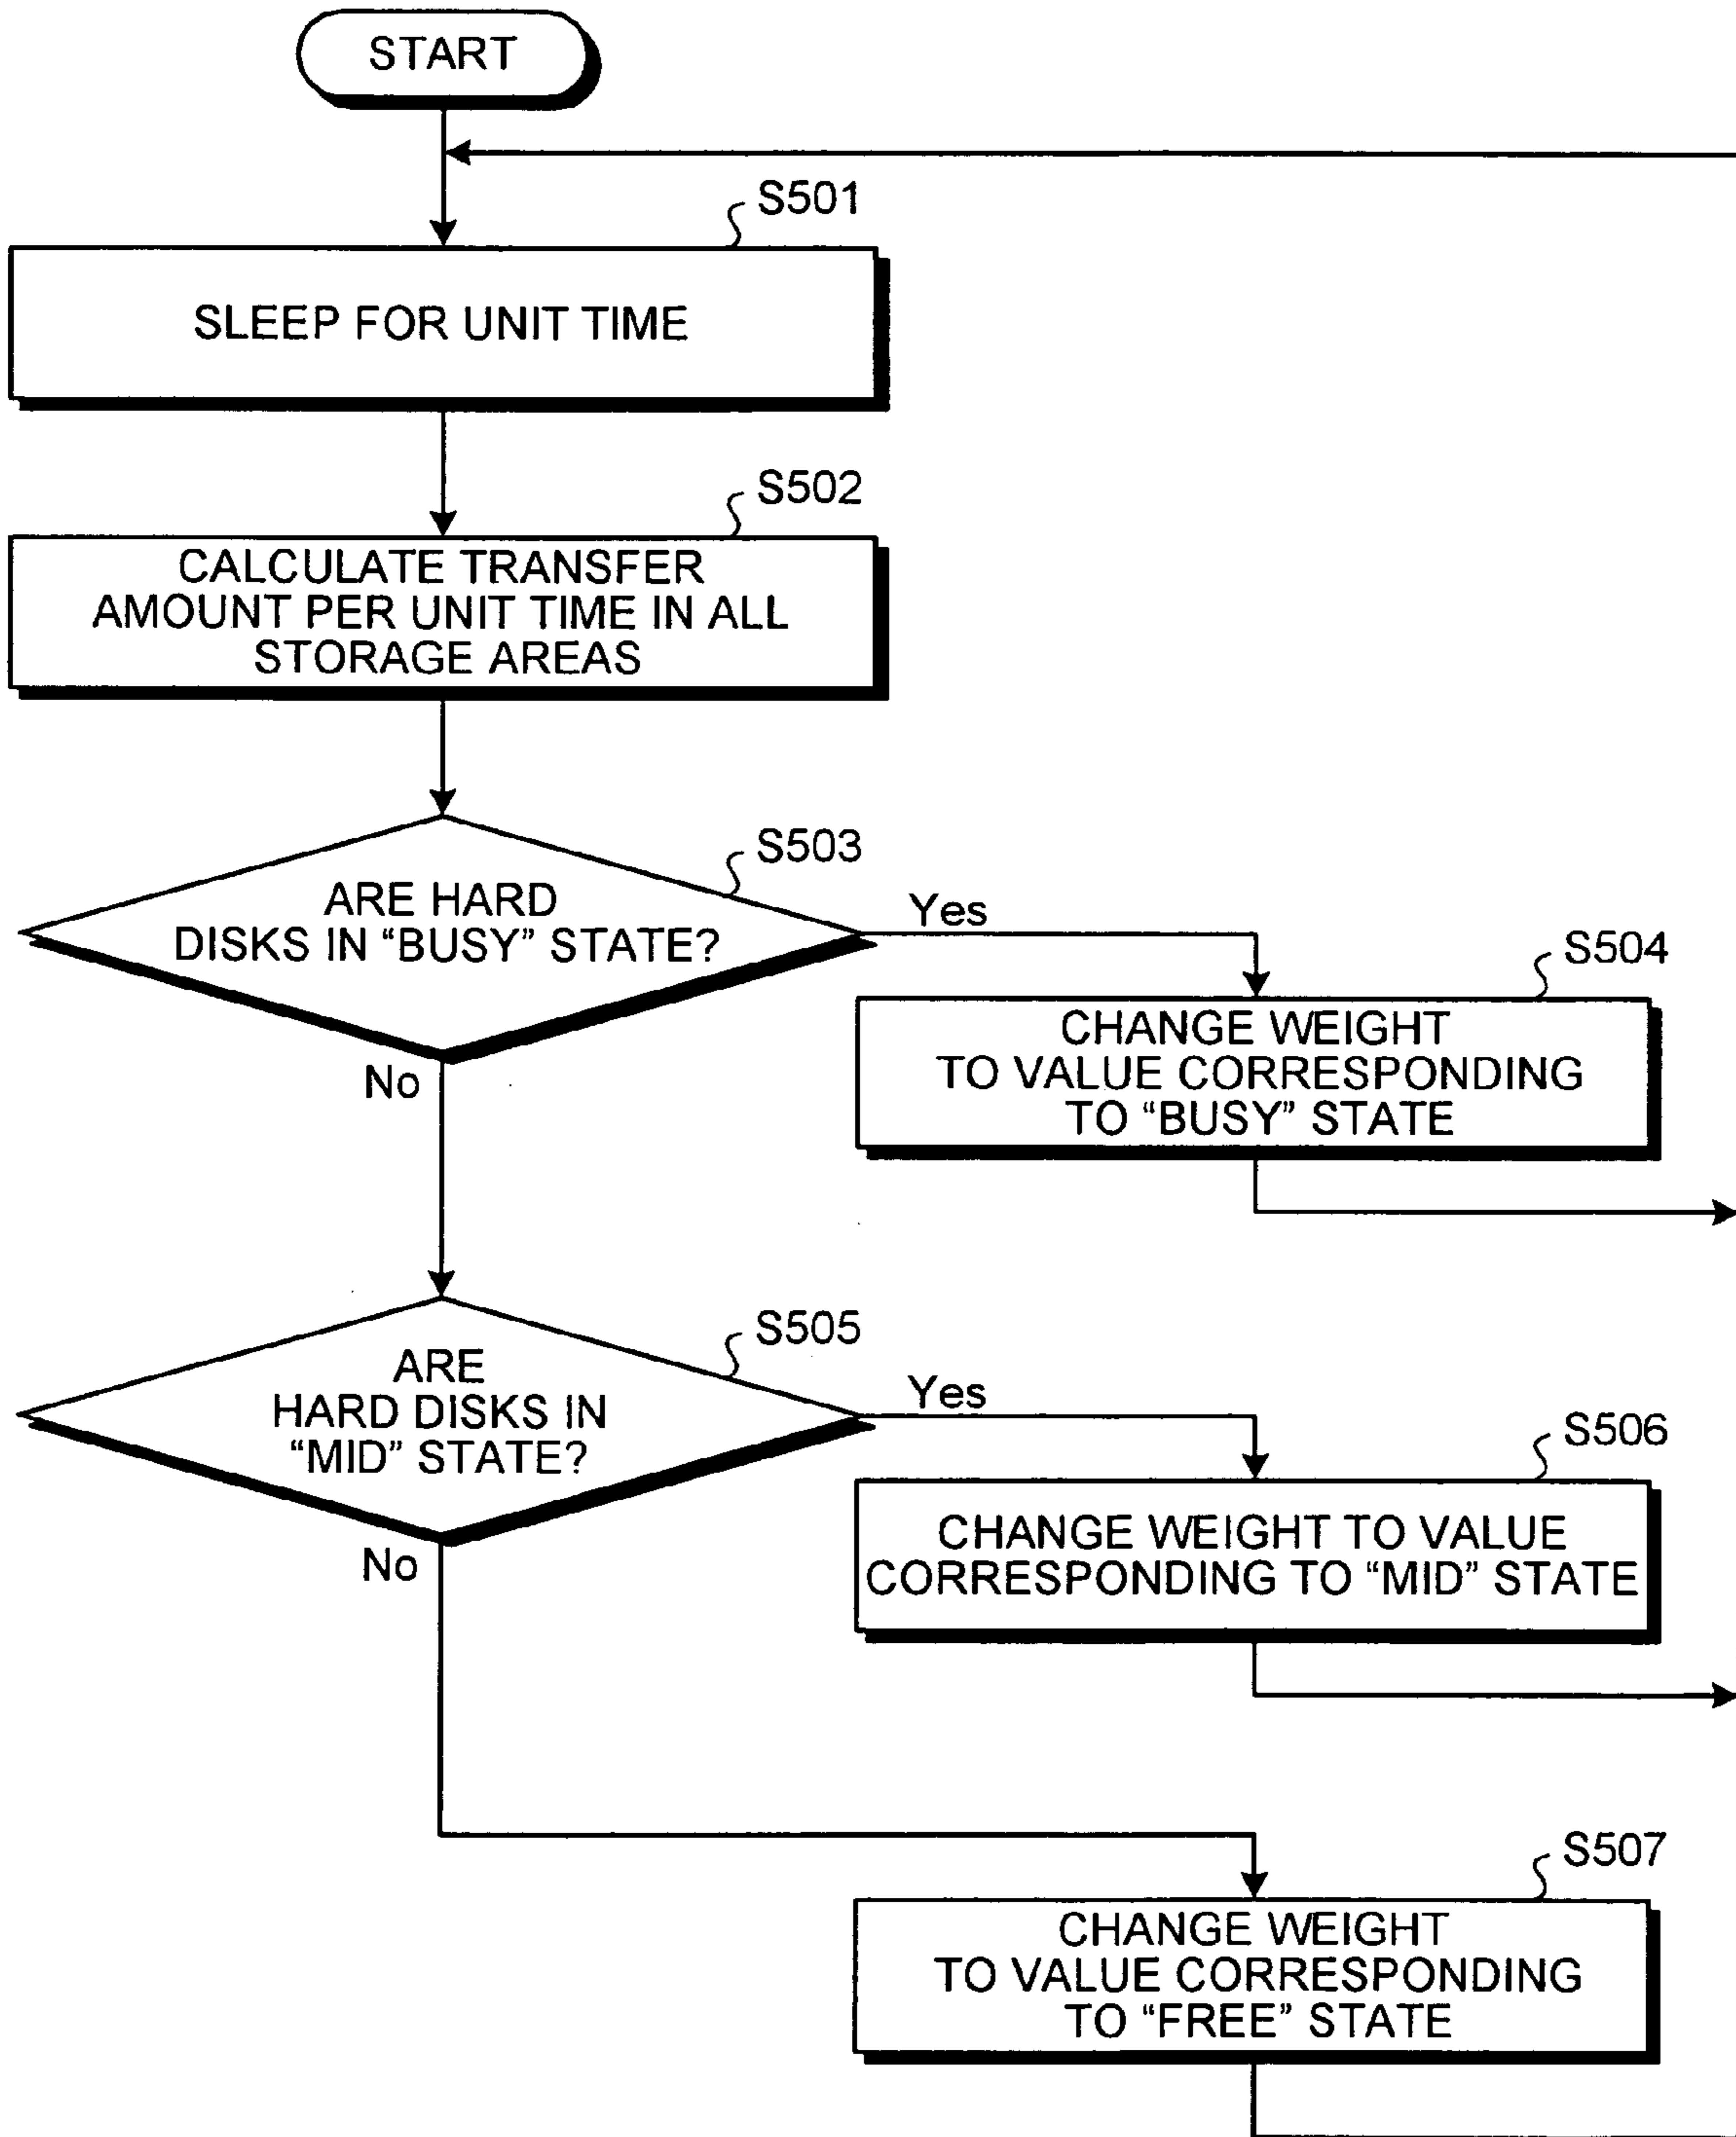 START
S501
SLEEP FOR UNIT TIME
S502
CALCULATE TRANSFER
AMOUNT PER UNIT TIME IN ALL
STORAGE AREAS
S503
ARE HARD
DISKS IN “BUSY” STATE?
Yes
No
S504
CHANGE WEIGHT
TO VALUE CORRESPONDING
TO “BUSY” STATE
S505
ARE
HARD DISKS IN
“MID” STATE?
Yes
No
S506
CHANGE WEIGHT TO VALUE
CORRESPONDING TO “MID” STATE
S507
CHANGE WEIGHT
TO VALUE CORRESPONDING
TO “FREE” STATE